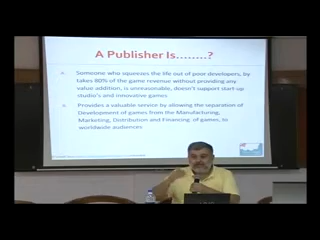 A Publisher Is........?
Someone who squeezes the life out of poor developers, by
takes 80% of the game revenue without providing any
value addition, is unreasonable, doesn't support start up
studio's and innovative games
Provides a valuable service by allowing the separation of
Development of games from the Manufacturing,
Marketing, Distribution and Financing of games, to
worldwide audiences